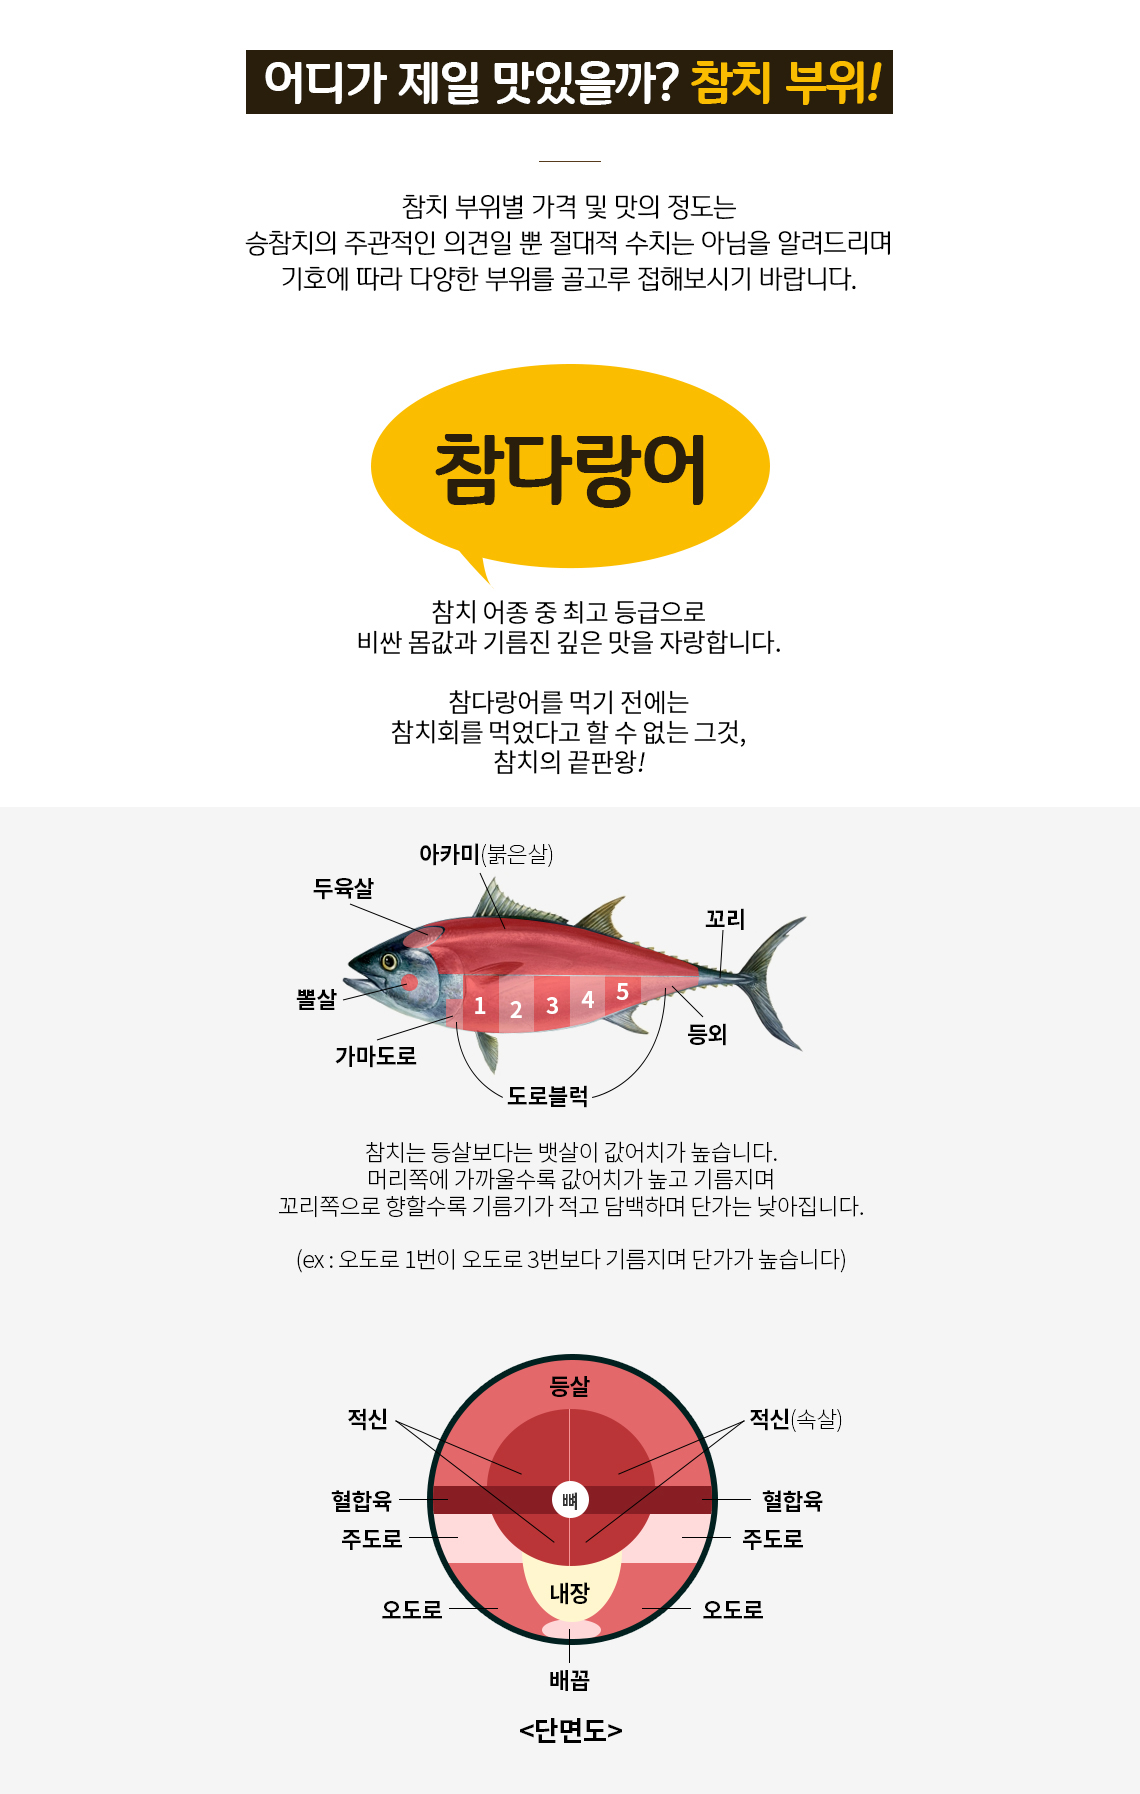 어디가 제일 맛있을까? 참치 부위!
참치 부위별 가격 및 맛의 정도는
승참치의 주관적인 의견일 뿐 절대적 수치는 아님을 알려드리며
기호에 따라 다양한 부위를 골고루 접해보시기 바랍니다.
참다랑어
참치 어종 중 최고 등급으로
비싼 몸값과 기름진 깊은 맛을 자랑합니다.
참다랑어를 먹기 전에는
참치회를 먹었다고 할 수 없는 그것,
참치의 끝판왕!
아카미(붉은살)
두육살
꼬리
뽈살
1 2 3 4 5
등외
가마도로
도로블럭
참치는 등살보다는 뱃살이 값어치가 높습니다.
머리쪽에 가까울수록 값어치가 높고 기름지며
꼬리쪽으로 향할수록 기름기가 적고 담백하며 단가는 낮아집니다.
(ex : 오도로 1번이 오도로 3번보다 기름지며 단가가 높습니다)
등살
적신
적신(속살)
혈합육
뼈
혈합육
주도로
주도로
내장
오도로
오도로
배꼽
<단면도>